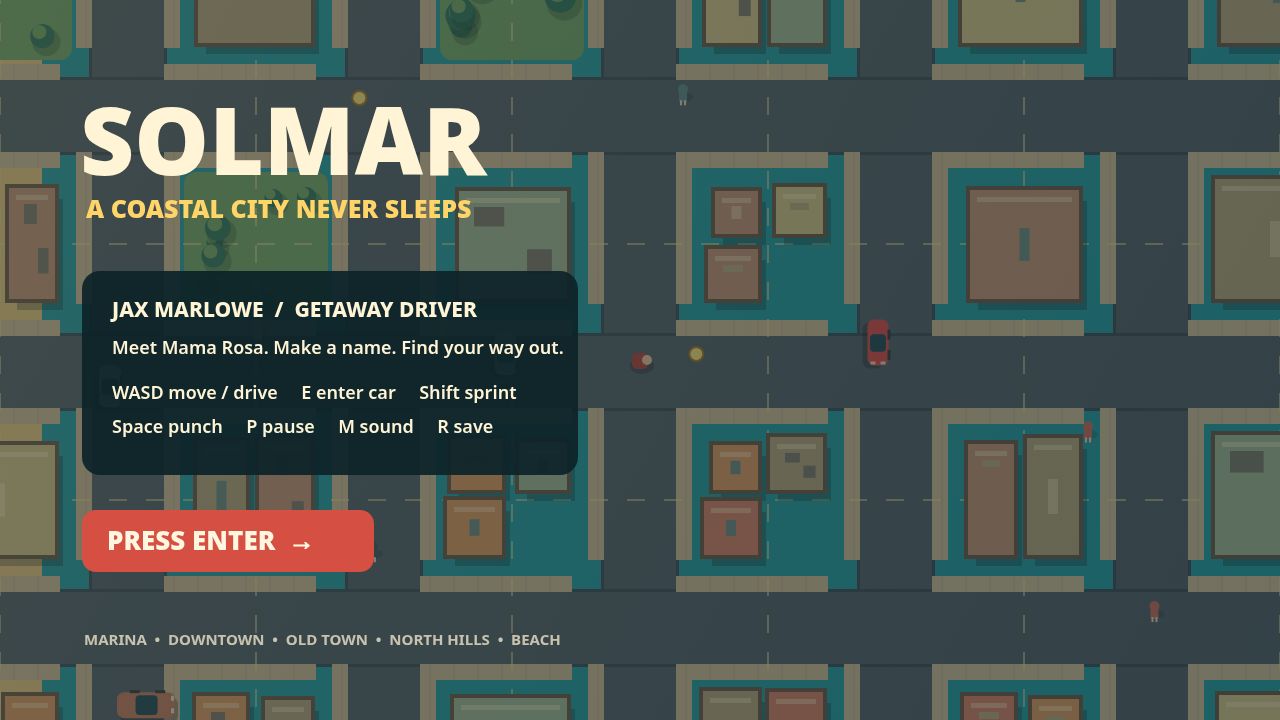 SOLMAR
A COASTAL CITY NEVER SLEEPS
JAX MARLOWE / GETAWAY DRIVER
Meet Mama Rosa. Make a name. Find your way out.
WASD move / drive E enter car Shift sprint
Space punch P pause M sound R save
PRESS ENTER →
MARINA • DOWNTOWN • OLD TOWN • NORTH HILLS • BEACH